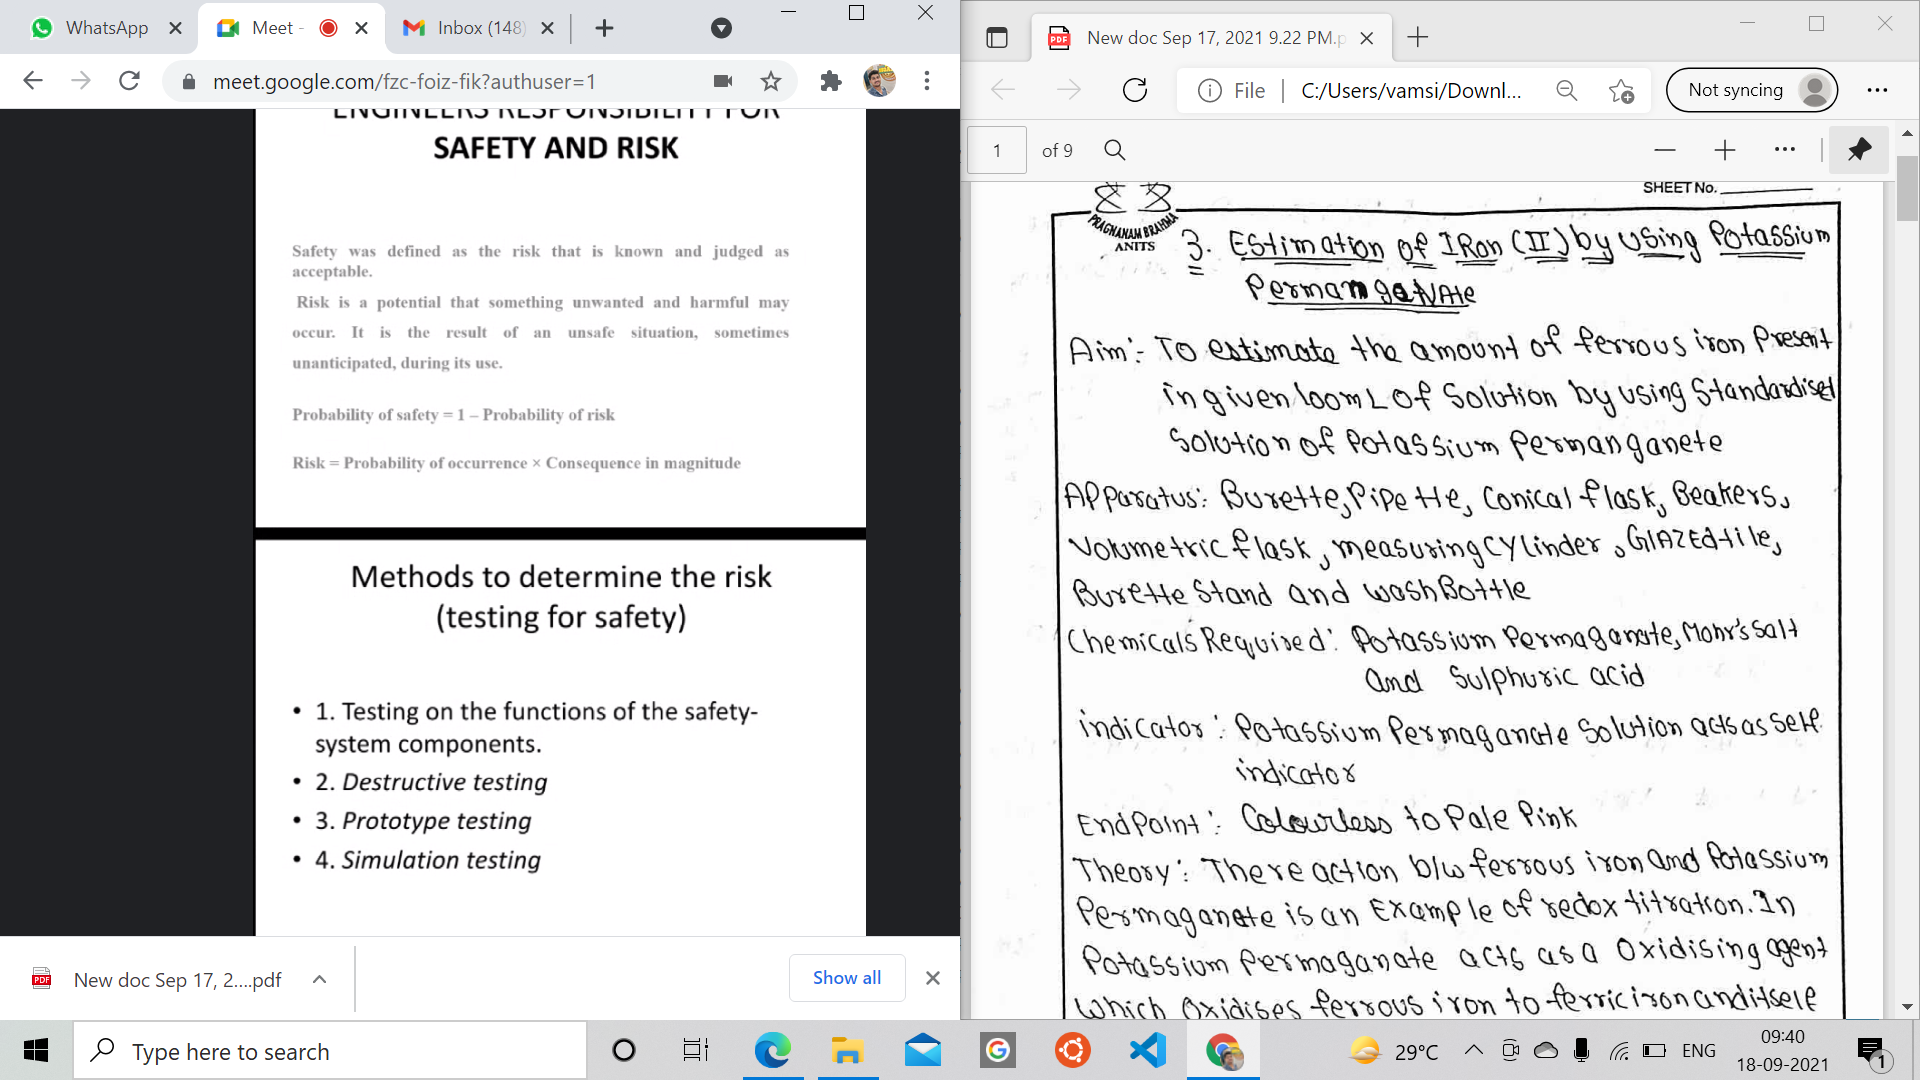 WhatsApp
Meet -
Inbox (148)
meet.google.com/fzc-foiz-fik?authuser=1
ENGINEERS RESPONSIBILITY FOR
SAFETY AND RISK
Safety was defined as the risk that is known and judged as
acceptable.
Risk is a potential that something unwanted and harmful may
occur. It is the result of an unsafe situation, sometimes
unanticipated, during its use.
Probability of safety = 1 – Probability of risk
Risk = Probability of occurrence × Consequence in magnitude
Methods to determine the risk
(testing for safety)
• 1. Testing on the functions of the safety-
system components.
• 2. Destructive testing
• 3. Prototype testing
• 4. Simulation testing
New doc Sep 17, 2....pdf
Show all
New doc Sep 17, 2021 9.22 PM.p
File
C:/Users/vamsi/Downl...
Not syncing
1 of 9
SHEET No.
PRAGNANAM BRAHMA
ANITS
3. Estimation of IRon (II) by using Potassium
Permanganate
Aim:- To estimate the amount of ferrous iron Present
in given 100mL of Solution by using Standardised
Solution of Potassium Permanganete
Apparatus: Burette, Pipette, Conical flask, Beakers,
Volumetric flask, measuring cylinder, Glazed tile,
Burette Stand and wash Bottle
Chemicals Required: Potassium Permaganate, Mohr's salt
and Sulphuric acid
indicator: Potassium Permaganate Solution acts as Self
indicator
End Point: Colourless to Pale Pink
Theory: The reaction b/w ferrous iron and Potassium
Permaganate is an Example of redox titration. In
Potassium Permaganate acts as a Oxidising agent
which Oxidises ferrous iron to ferric iron and itself
Type here to search
29°C
ENG
09:40
18-09-2021
1